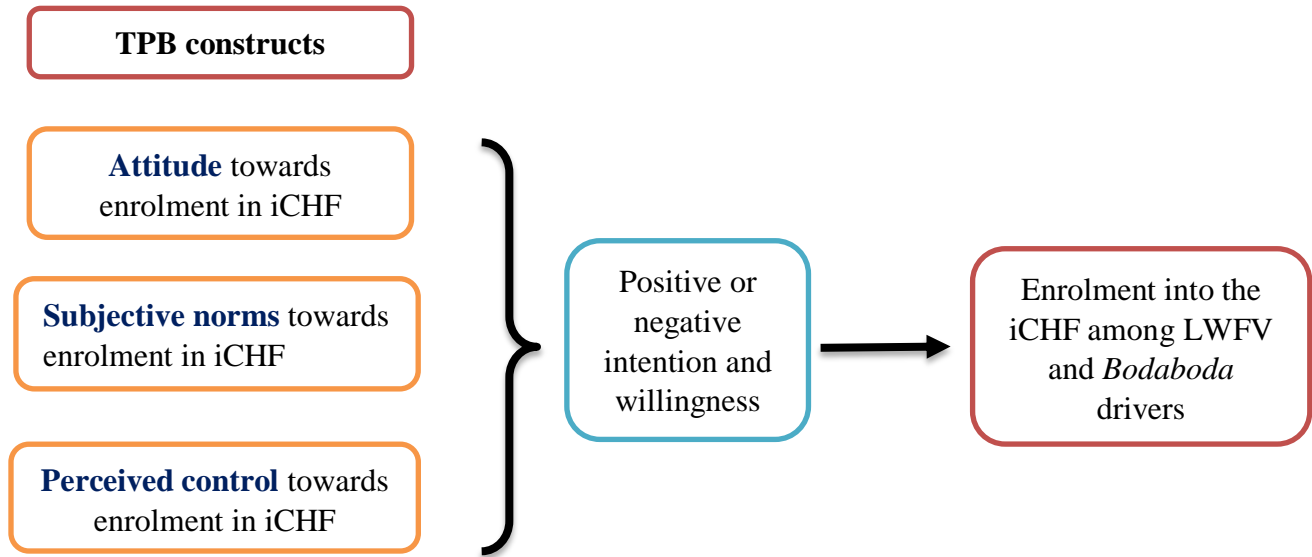 TPB constructs
Attitude towards
enrolment in iCHF
Subjective norms towards
enrolment in iCHF
Perceived control towards
enrolment in iCHF
Positive or
negative
intention and
willingness
Enrolment into the
iCHF among LWFV
and Bodaboda
drivers